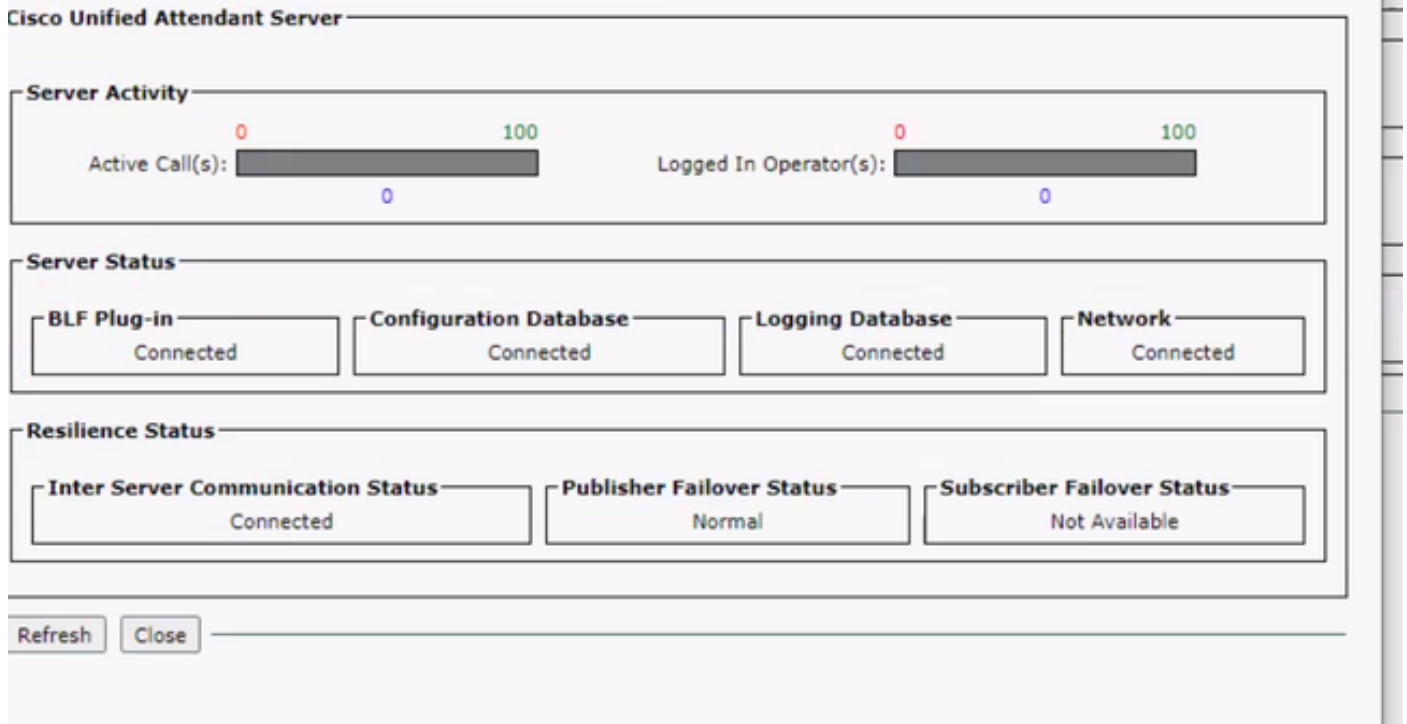 Cisco Unified Attendant Server
Server Activity
0 100 0 100
Active Call(s): Logged In Operator(s):
0 0
Server Status
BLF Plug-in Configuration Database Logging Database Network
Connected Connected Connected Connected
Resilience Status
Inter Server Communication Status Publisher Failover Status Subscriber Failover Status
Connected Normal Not Available
Refresh Close